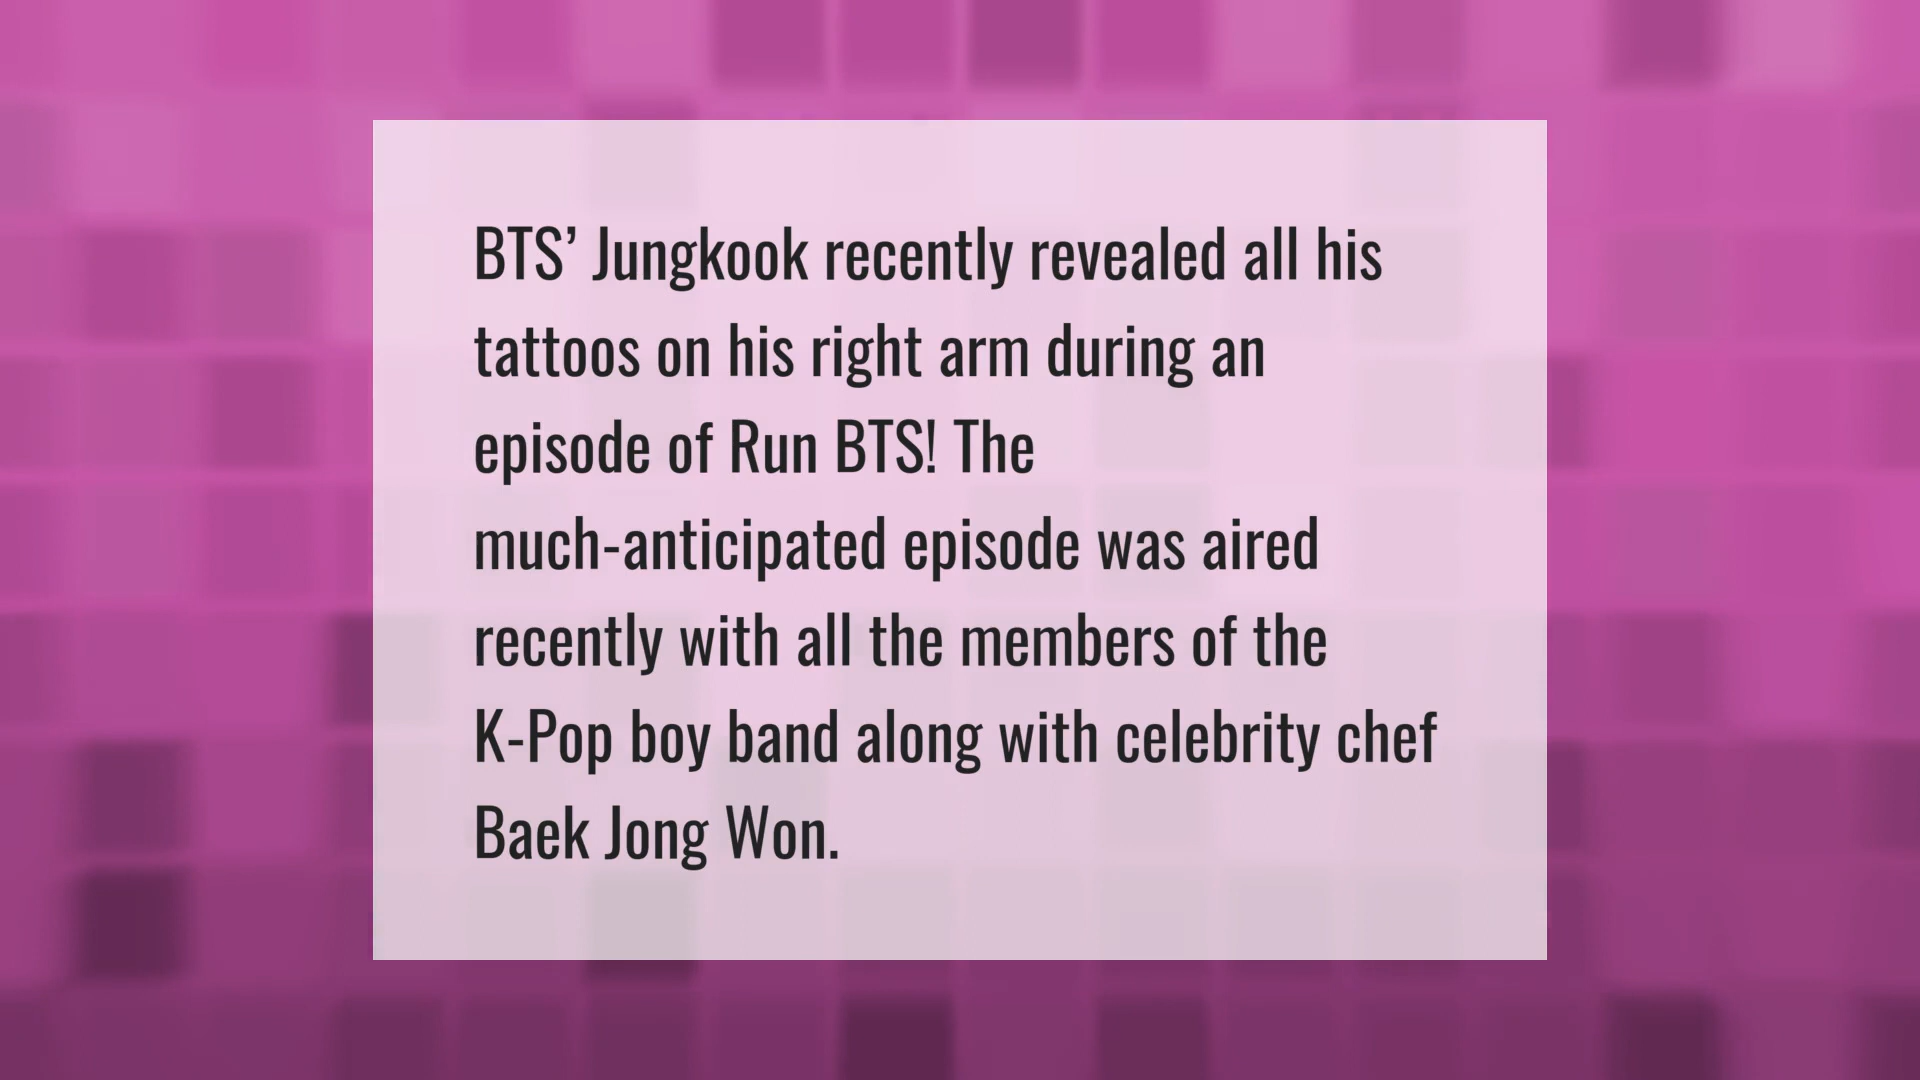 BTS’ Jungkook recently revealed all his
tattoos on his right arm during an
episode of Run BTS! The
much-anticipated episode was aired
recently with all the members of the
K-Pop boy band along with celebrity chef
Baek Jong Won.